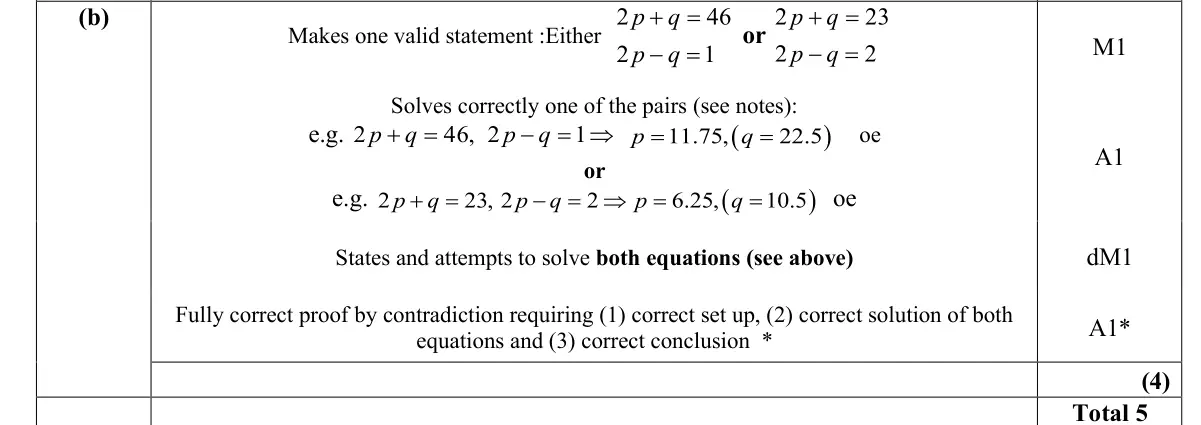 (b)
Makes one valid statement :Either 2p + q = 46 or 2p + q = 23
2p − q = 1 2p − q = 2
M1
Solves correctly one of the pairs (see notes):
e.g. 2p + q = 46, 2p − q = 1 ⇒ p = 11.75, (q = 22.5) oe
or
A1
e.g. 2p + q = 23, 2p − q = 2 ⇒ p = 6.25, (q = 10.5) oe
States and attempts to solve both equations (see above) dM1
Fully correct proof by contradiction requiring (1) correct set up, (2) correct solution of both
equations and (3) correct conclusion *
A1*
(4)
Total 5